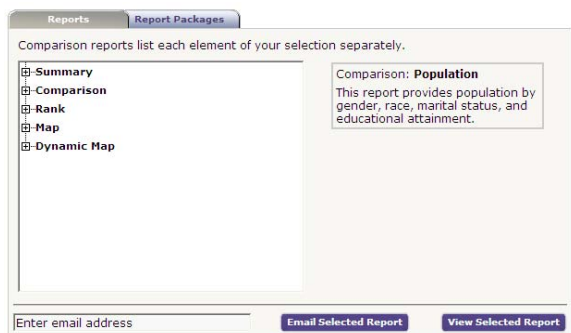 Reports
Report Packages
Comparison reports list each element of your selection separately.
Summary
Comparison
Rank
Map
Dynamic Map
Comparison: Population
This report provides population by
gender, race, marital status, and
educational attainment.
Enter email address
Email Selected Report
View Selected Report